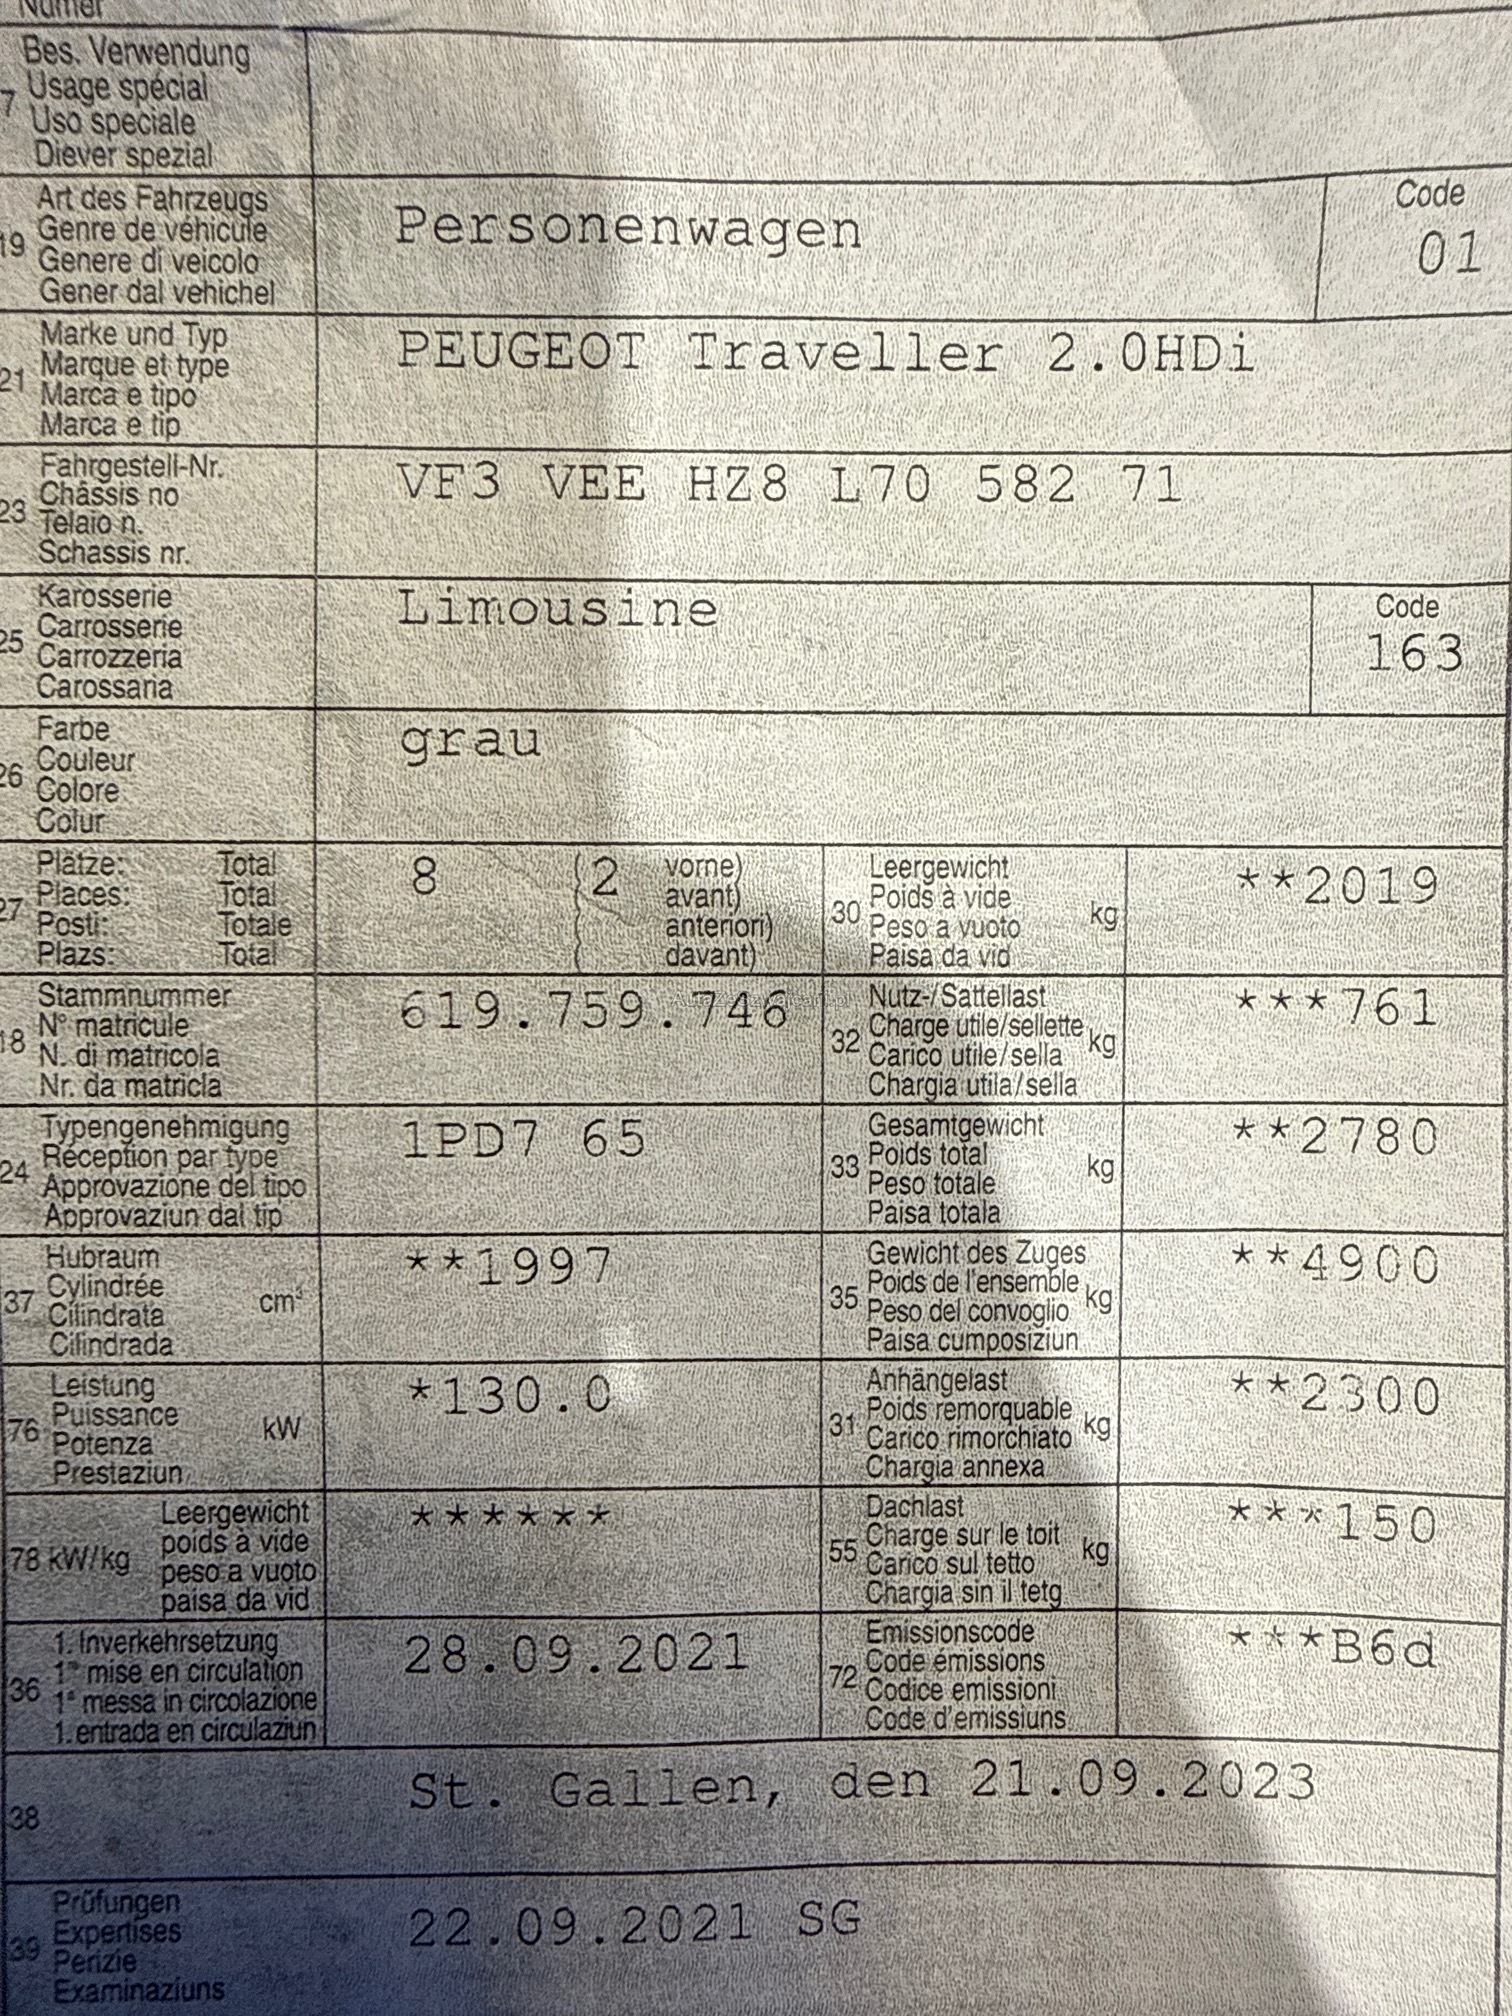 Numer
Bes. Verwendung
7 Usage spécial
Uso speciale
Diever spezial
Art des Fahrzeugs
19 Genre de véhicule
Genere di veicolo
Gener dal vehichel
Personenwagen
Code
01
Marke und Typ
21 Marque et type
Marca e tipo
Marca e tip
PEUGEOT Traveller 2.0HDi
Fahrgestell-Nr.
23 Châssis no
Telaio n.
Schassis nr.
VF3 VEE HZ8 L70 582 71
Karosserie
25 Carrosserie
Carrozzeria
Carossaria
Limousine
Code
163
Farbe
26 Couleur
Colore
Colur
grau
Plätze: Total
27 Places: Total
Posti: Totale
Plazs: Total
8 (2 vorne)
( avant)
( anteriori)
( davant)
Leergewicht
30 Poids à vide kg
Peso a vuoto
Paisa da vid
**2019
Stammnummer
18 N° matricule
N. di matricola
Nr. da matricla
619.759.746
Nutz-/Sattellast
32 Charge utile/sellette kg
Carico utile/sella
Chargia utila/sella
***761
Typengenehmigung
24 Réception par type
Approvazione del tipo
Approvaziun dal tip
1PD7 65
Gesamtgewicht
33 Poids total kg
Peso totale
Paisa totala
**2780
Hubraum
37 Cylindrée cm³
Cilindrata
Cilindrada
**1997
Gewicht des Zuges
35 Poids de l'ensemble kg
Peso del convoglio
Paisa cumposiziun
**4900
Leistung
76 Puissance kW
Potenza
Prestaziun
*130.0
Anhängelast
31 Poids remorquable kg
Carico rimorchiato
Chargia annexa
**2300
Leergewicht
78 kW/kg poids à vide
peso a vuoto
paisa da vid
******
Dachlast
55 Charge sur le toit kg
Carico sul tetto
Chargia sin il tetg
***150
1. Inverkehrsetzung
36 1re mise en circulation
1a messa in circolazione
1. entrada en circulaziun
28.09.2021
Emissionscode
72 Code émissions
Codice emissioni
Code d'emissiuns
***B6d
38 St. Gallen, den 21.09.2023
Prüfungen
39 Expertises
Perizie
Examinaziuns
22.09.2021 SG